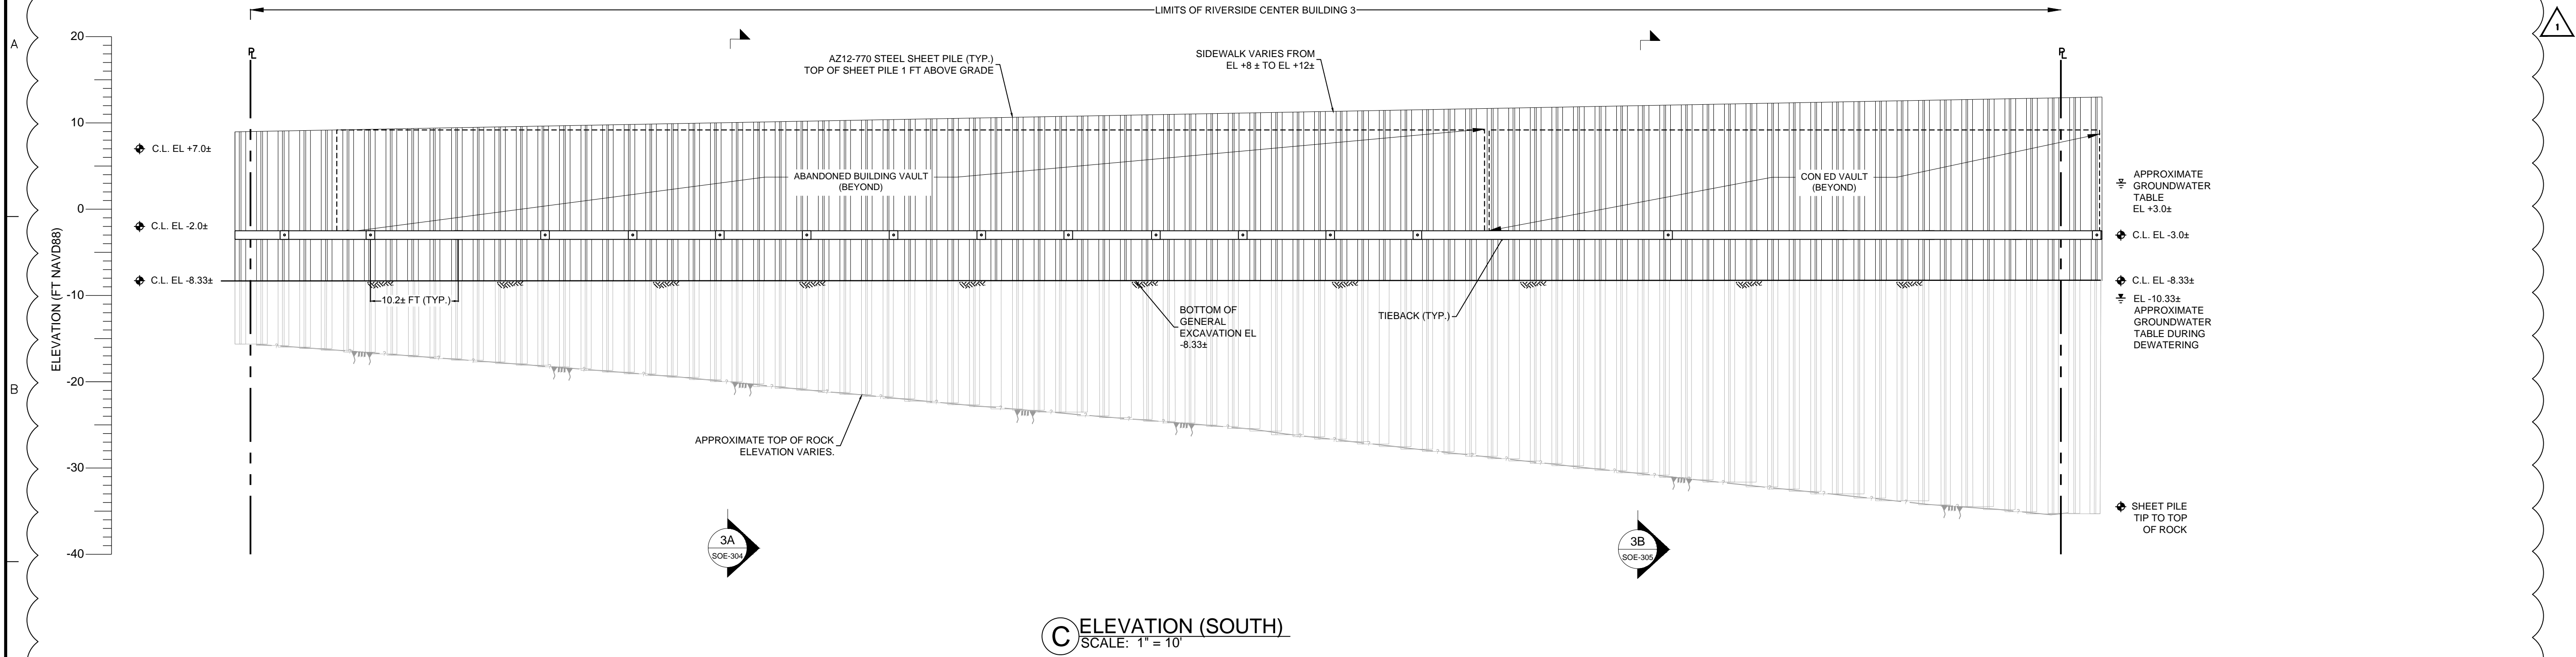 LIMITS OF RIVERSIDE CENTER BUILDING 3
1
A
B
ELEVATION (FT NAVD88)
20
10
0
-10
-20
-30
-40
PL
PL
C.L. EL +7.0±
C.L. EL -2.0±
C.L. EL -8.33±
AZ12-770 STEEL SHEET PILE (TYP.)
TOP OF SHEET PILE 1 FT ABOVE GRADE
SIDEWALK VARIES FROM
EL +8 ± TO EL +12±
ABANDONED BUILDING VAULT
(BEYOND)
CON ED VAULT
(BEYOND)
APPROXIMATE
GROUNDWATER
TABLE
EL +3.0±
C.L. EL -3.0±
C.L. EL -8.33±
EL -10.33±
APPROXIMATE
GROUNDWATER
TABLE DURING
DEWATERING
10.2± FT (TYP.)
BOTTOM OF
GENERAL
EXCAVATION EL
-8.33±
TIEBACK (TYP.)
APPROXIMATE TOP OF ROCK
ELEVATION VARIES.
SHEET PILE
TIP TO TOP
OF ROCK
3A
SOE-304
3B
SOE-305
C
ELEVATION (SOUTH)
SCALE: 1" = 10'